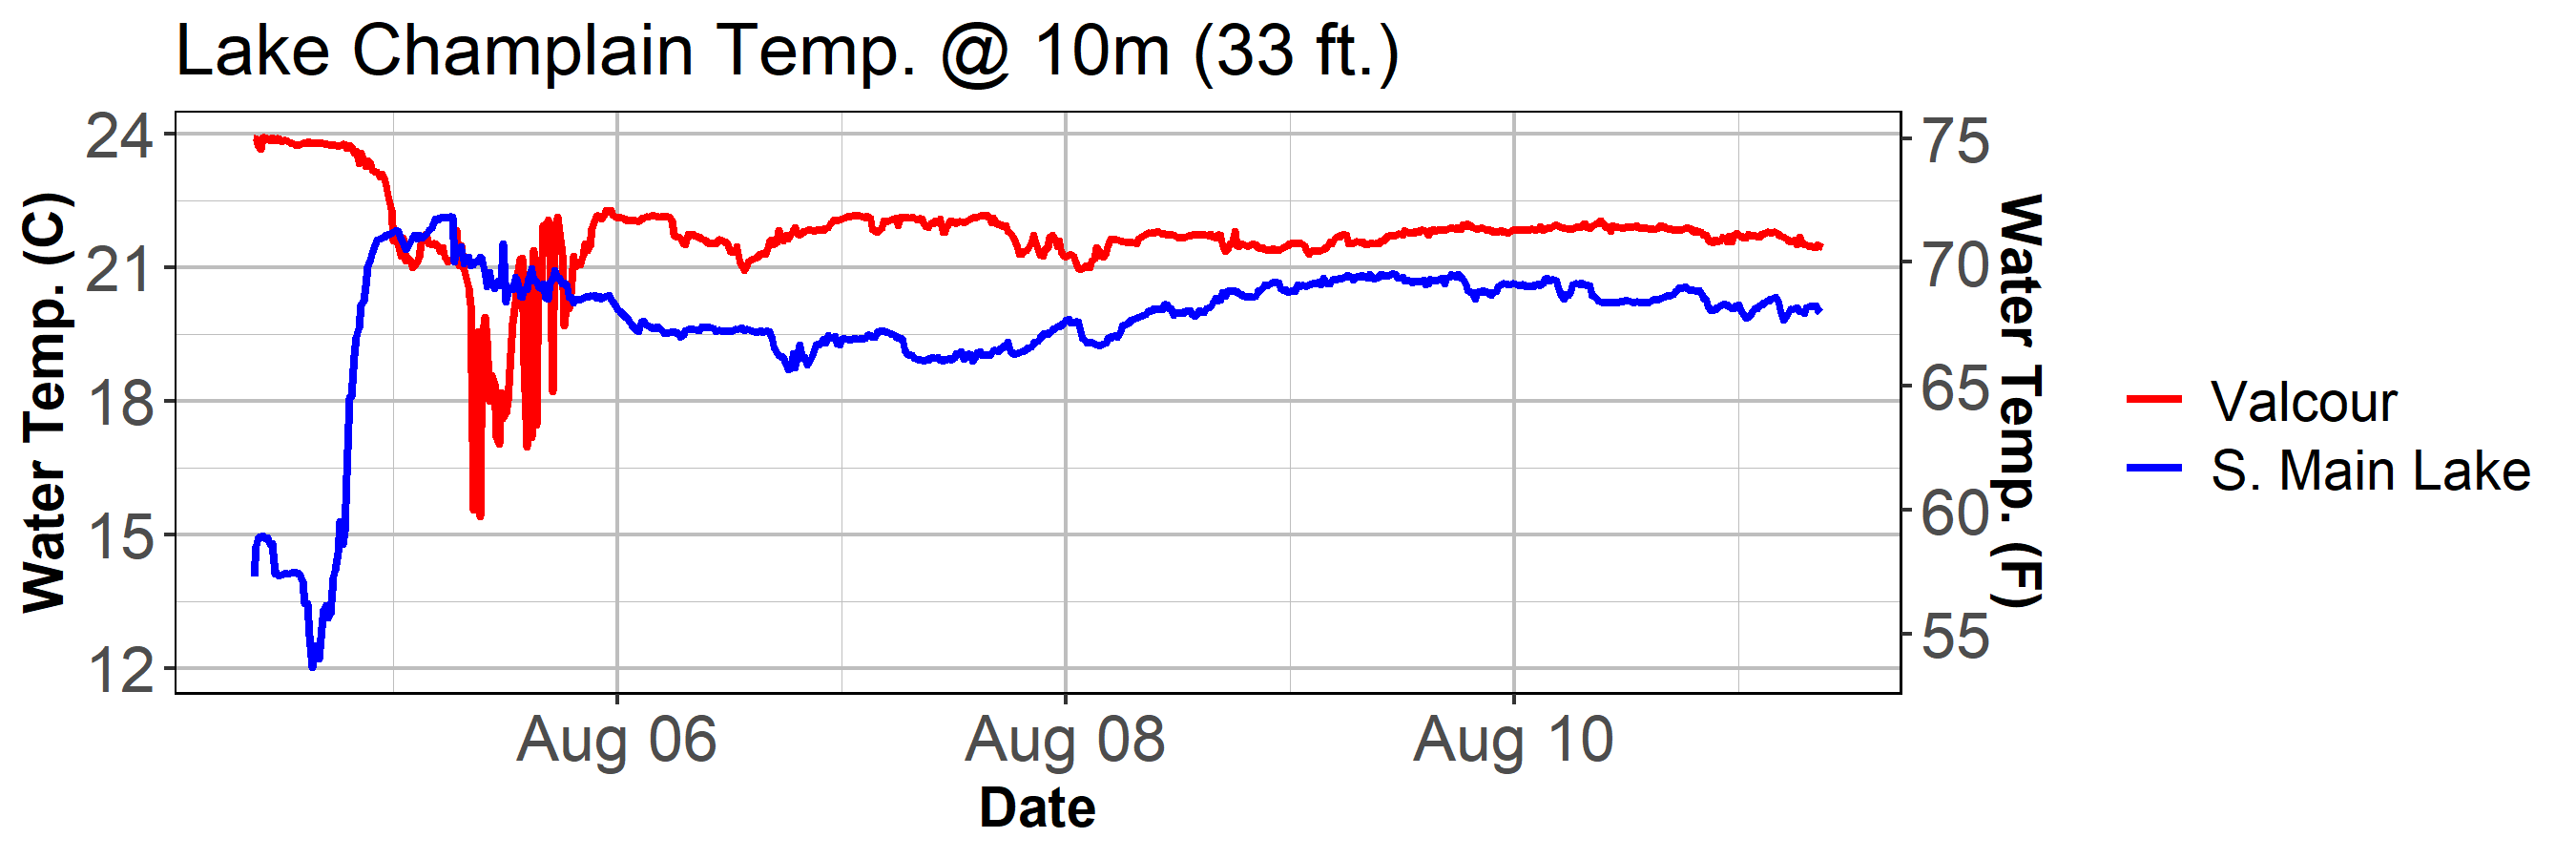 Lake Champlain Temp. @ 10m (33 ft.)
Water Temp. (C)
24
21
18
15
12
75
70
65
60
55
Water Temp. (F)
Aug 06
Aug 08
Aug 10
Date
Valcour
S. Main Lake